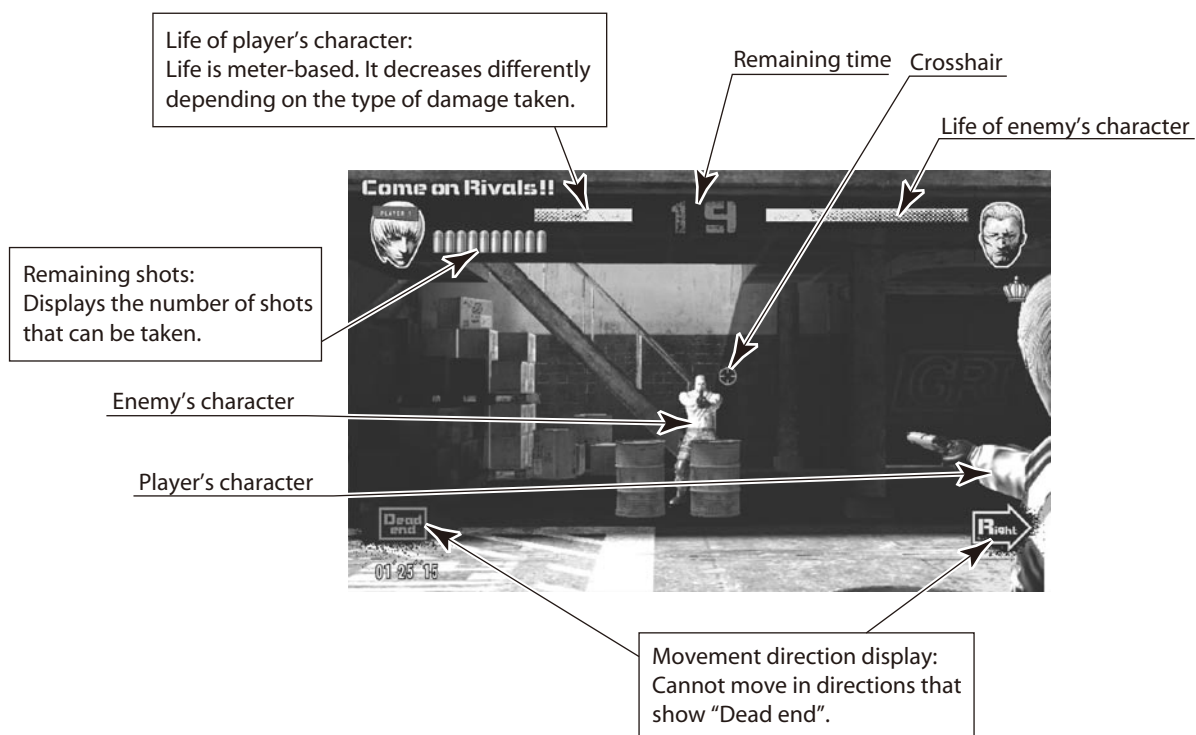 Life of player's character:
Life is meter-based. It decreases differently
depending on the type of damage taken.
Remaining time
Crosshair
Life of enemy's character
Come on Rivals!!
PLAYER 1
19
Remaining shots:
Displays the number of shots
that can be taken.
Enemy's character
Player's character
Dead
end
Right
01'25"15
Movement direction display:
Cannot move in directions that
show “Dead end”.